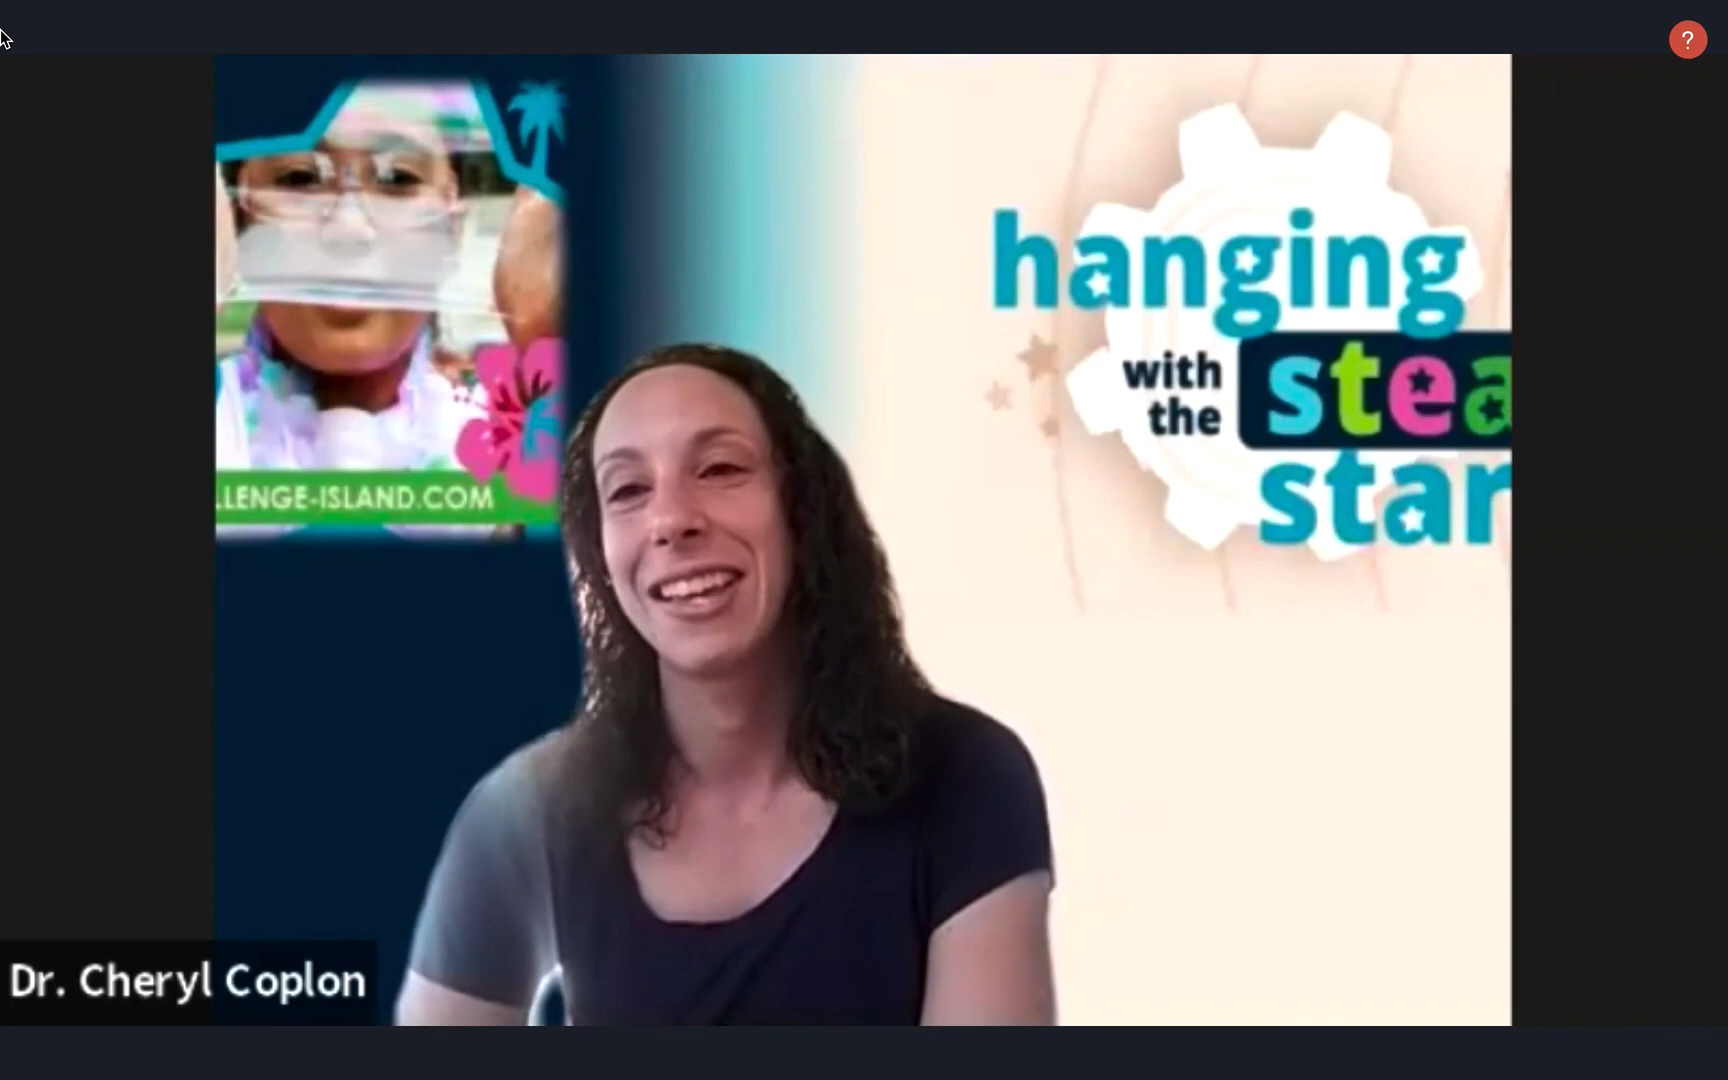 hanging
with
the
stea
star
LLENGE-ISLAND.COM
Dr. Cheryl Coplon
?